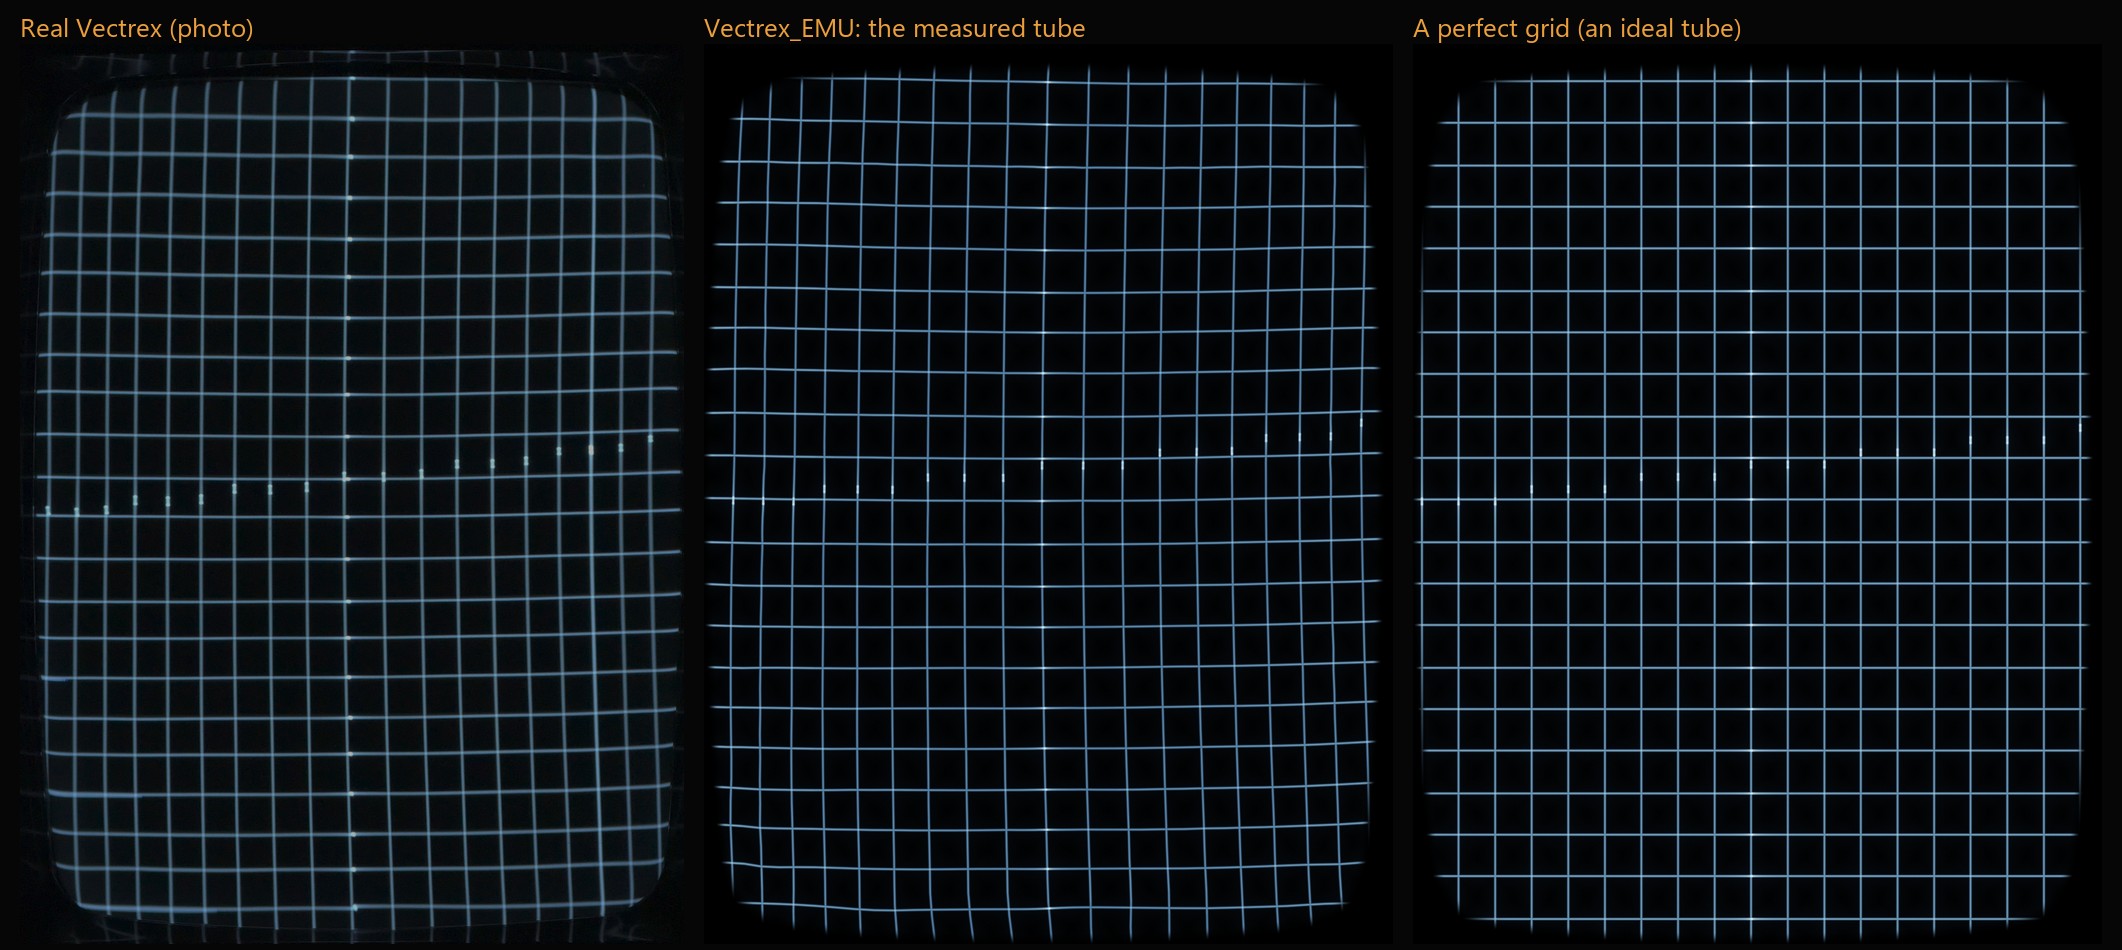 Real Vectrex (photo)
Vectrex_EMU: the measured tube
A perfect grid (an ideal tube)